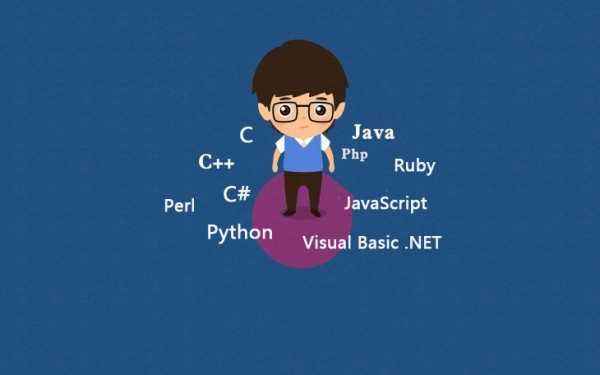 C
Java
C++
Php
Ruby
C#
Perl
JavaScript
Python
Visual Basic .NET